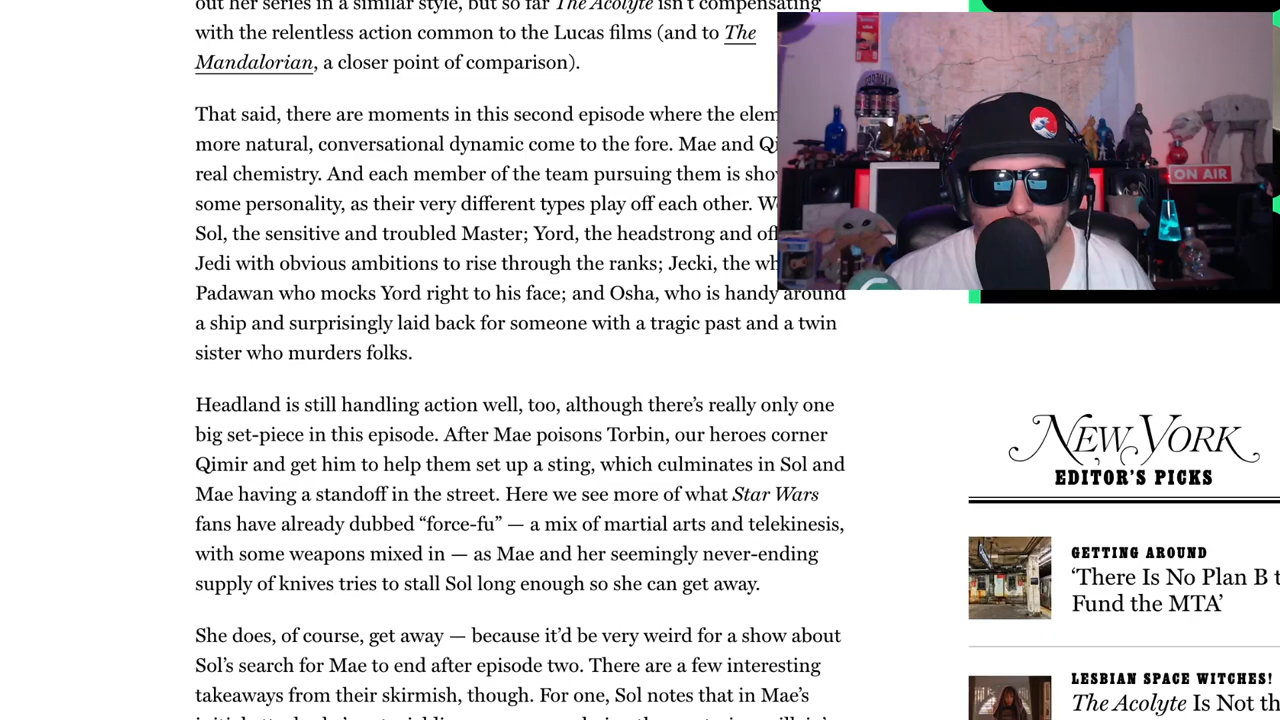 out her series in a similar style, but so far The Acolyte isn't compensating
with the relentless action common to the Lucas films (and to The
Mandalorian, a closer point of comparison).
That said, there are moments in this second episode where the
more natural, conversational dynamic come to the fore. Mae and
real chemistry. And each member of the team pursuing them is
some personality, as their very different types play off each other.
Sol, the sensitive and troubled Master; Yord, the headstrong and
Jedi with obvious ambitions to rise through the ranks; Jecki, the
Padawan who mocks Yord right to his face; and Osha, who is handy around
a ship and surprisingly laid back for someone with a tragic past and a twin
sister who murders folks.
Headland is still handling action well, too, although there's really only one
big set-piece in this episode. After Mae poisons Torbin, our heroes corner
Qimir and get him to help them set up a sting, which culminates in Sol and
Mae having a standoff in the street. Here we see more of what Star Wars
fans have already dubbed “force-fu” — a mix of martial arts and telekinesis,
with some weapons mixed in — as Mae and her seemingly never-ending
supply of knives tries to stall Sol long enough so she can get away.
She does, of course, get away — because it'd be very weird for a show about
Sol's search for Mae to end after episode two. There are a few interesting
takeaways from their skirmish, though. For one, Sol notes that in Mae's
ON AIR
NEW YORK
EDITOR'S PICKS
GETTING AROUND
‘There Is No Plan B
Fund the MTA’
LESBIAN SPACE WITCHES!
The Acolyte Is Not